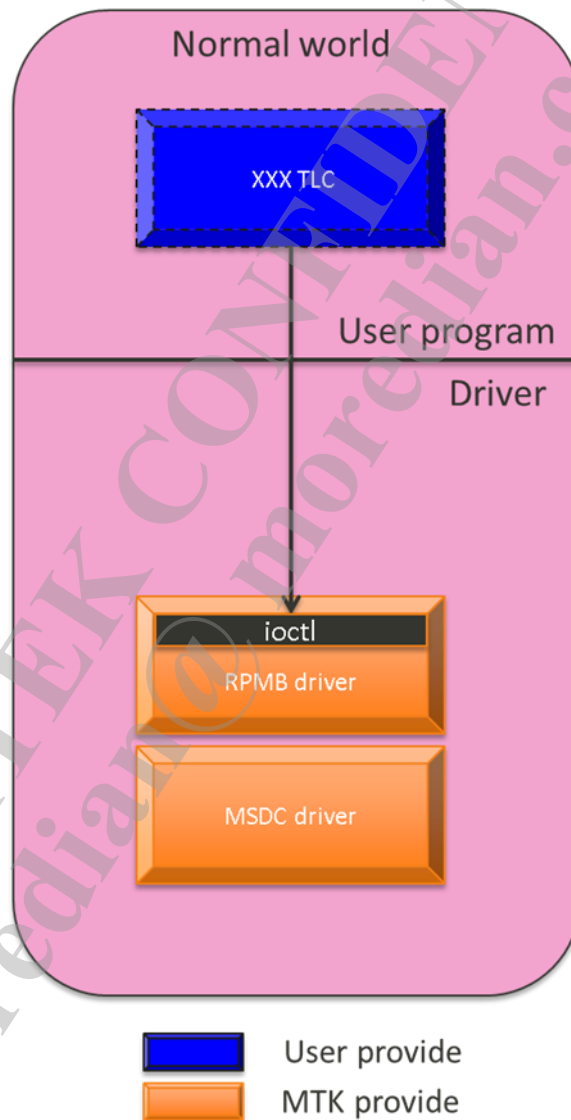 Normal world
XXX TLC
User program
Driver
ioctl
RPMB driver
MSDC driver
User provide
MTK provide